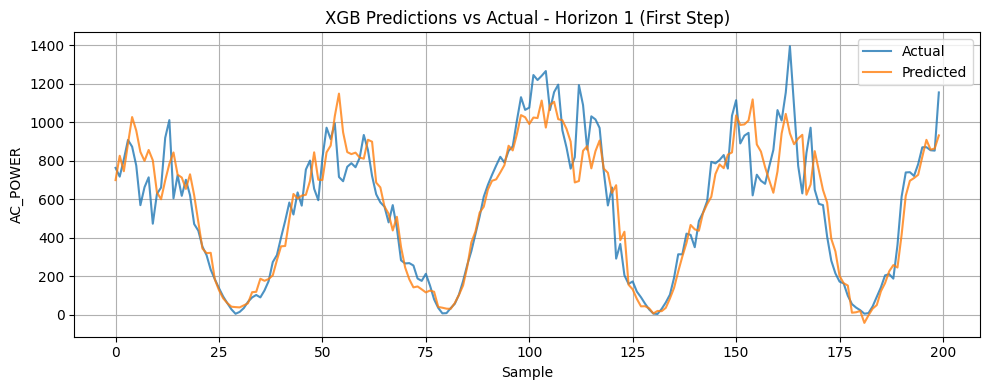 XGB Predictions vs Actual - Horizon 1 (First Step)
Actual
Predicted
AC_POWER
1400
1200
1000
800
600
400
200
0
0 25 50 75 100 125 150 175 200
Sample